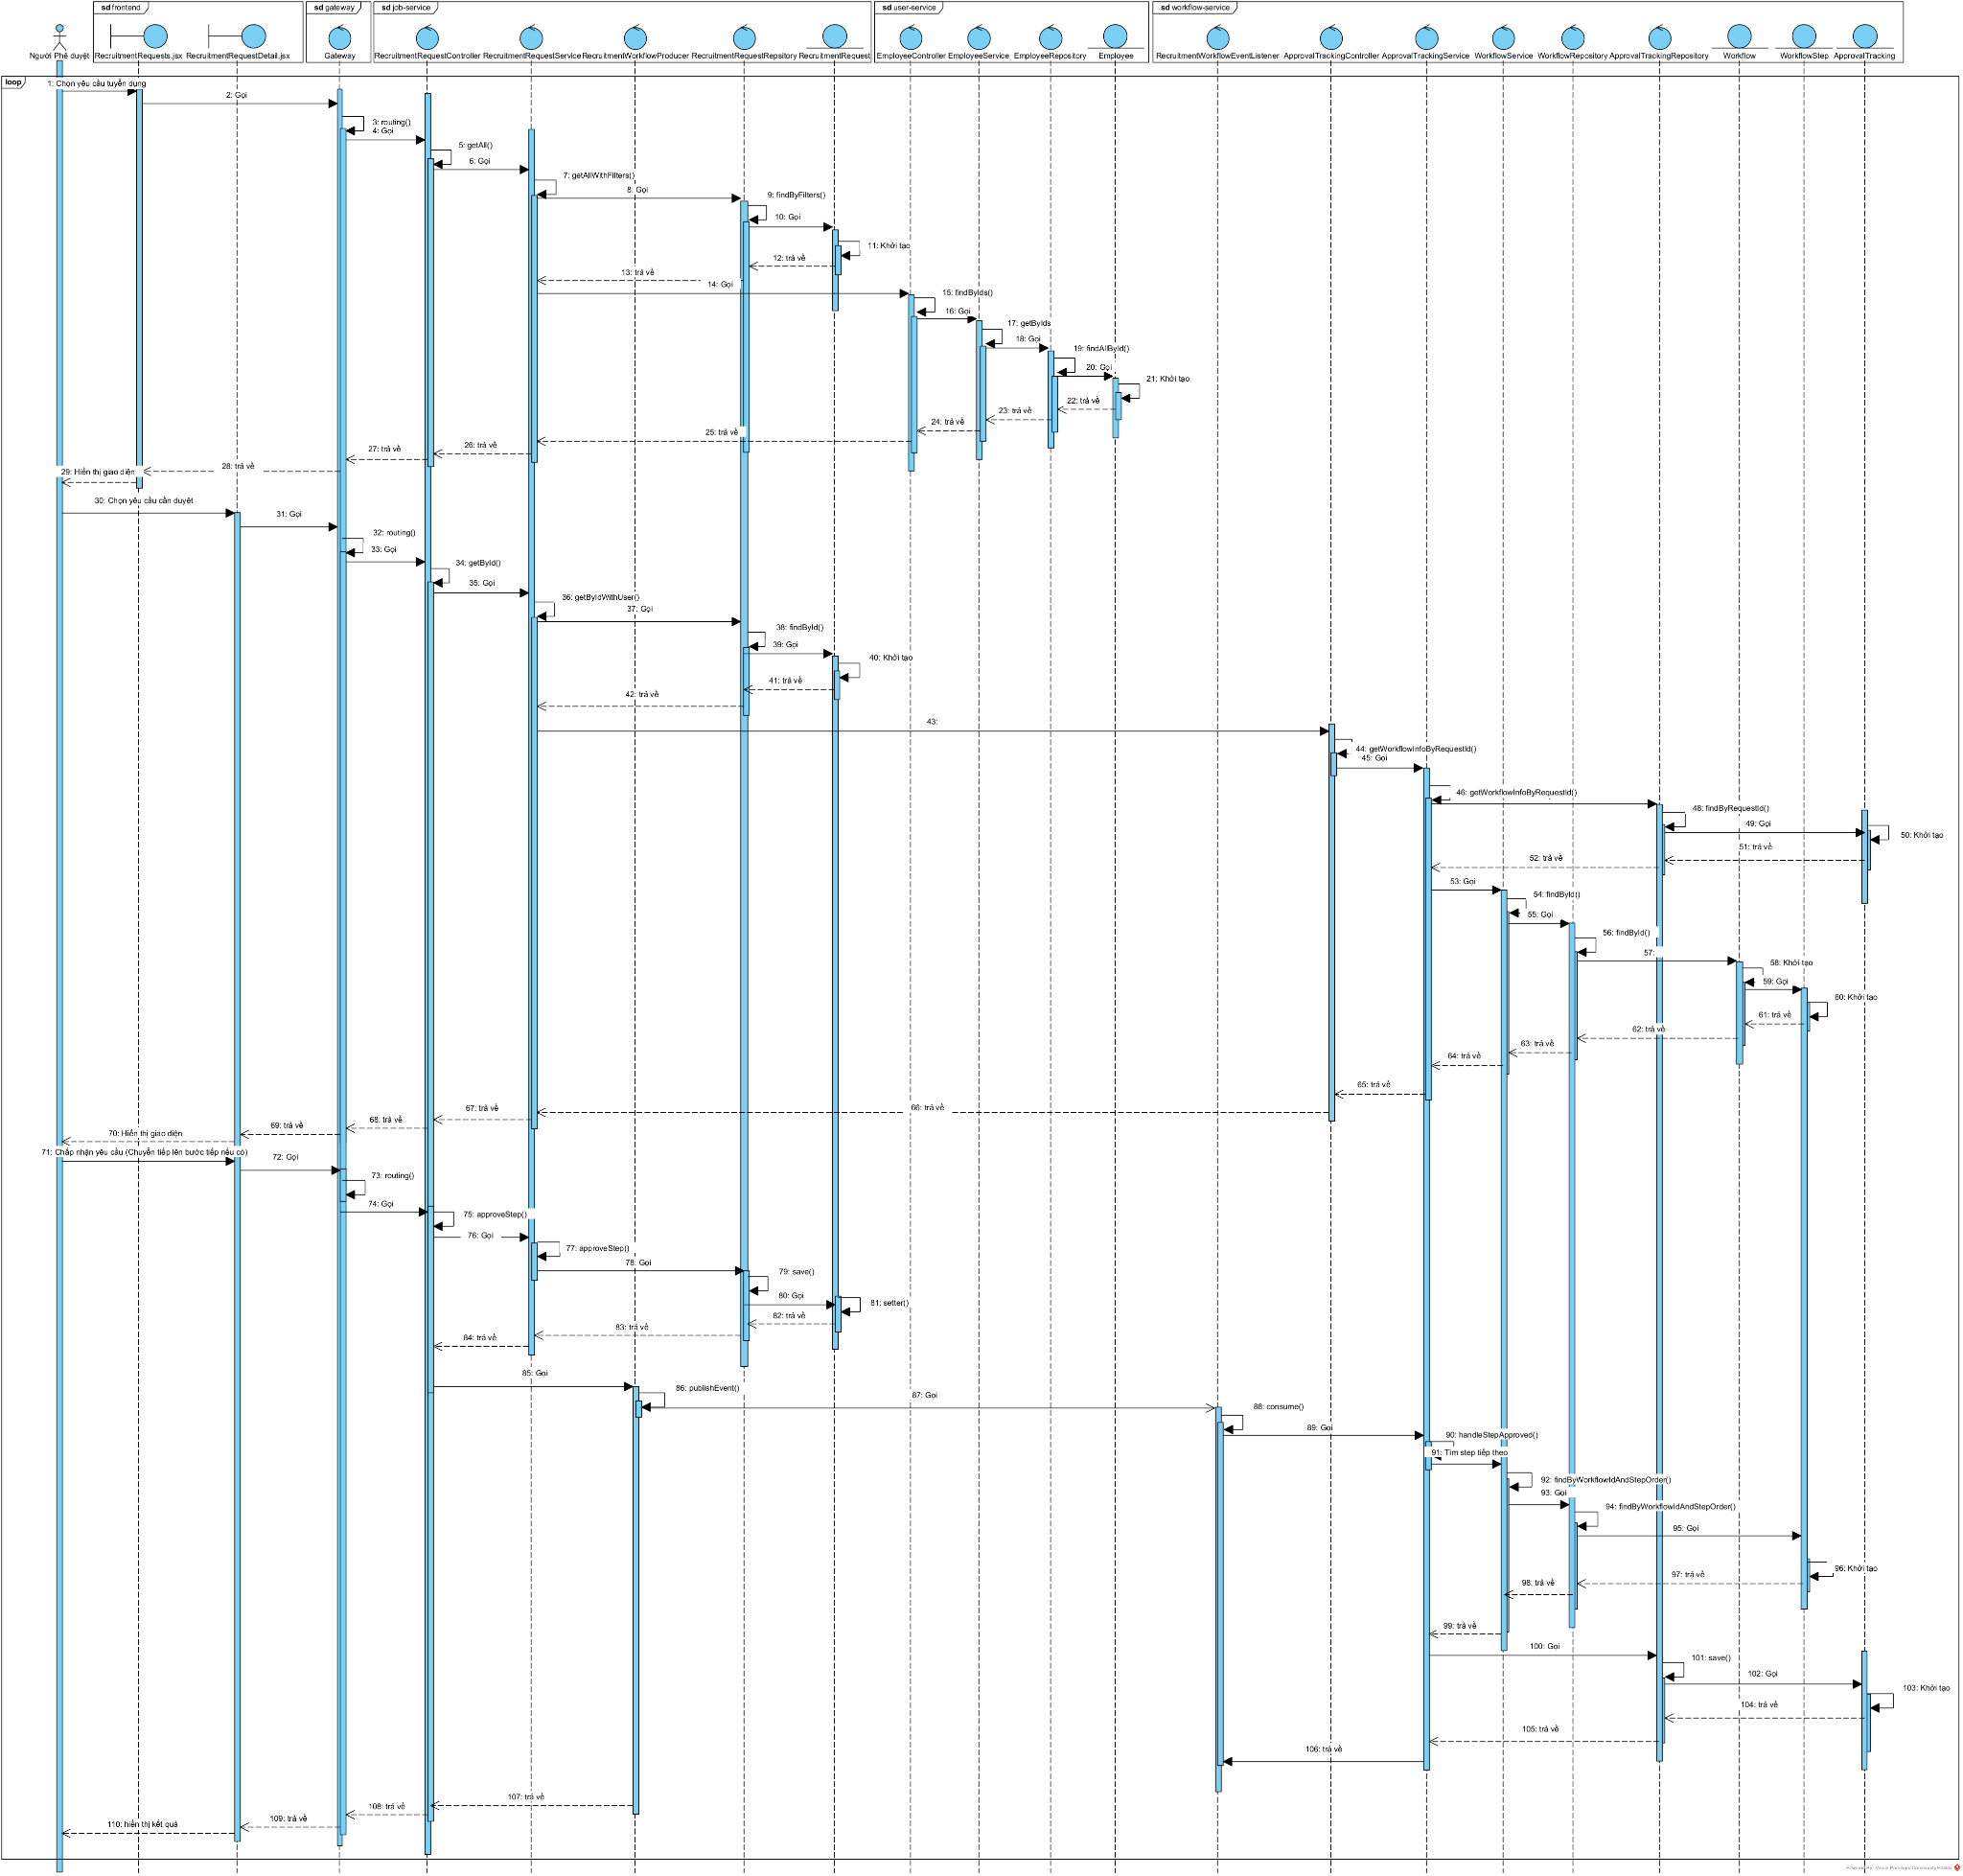 sd frontend
sd gateway
sd job-service
sd user-service
sd workflow-service
Người Phê duyệt
RecruitmentRequests.jsx
RecruitmentRequestDetail.jsx
Gateway
RecruitmentRequestController
RecruitmentRequestService
RecruitmentWorkflowProducer
RecruitmentRequestRepsitory
RecruitmentRequest
EmployeeController
EmployeeService
EmployeeRepository
Employee
RecruitmentWorkflowEventListener
ApprovalTrackingController
ApprovalTrackingService
WorkflowService
WorkflowRepository
ApprovalTrackingRepository
Workflow
WorkflowStep
ApprovalTracking
loop
1: Chọn yêu cầu tuyển dụng
2: Gọi
3: routing()
4: Gọi
5: getAll()
6: Gọi
7: getAllWithFilters()
8: Gọi
9: findByFilters()
10: Gọi
11: Khởi tạo
12: trả về
13: trả về
14: Gọi
15: findByIds()
16: Gọi
17: getByIds
18: Gọi
19: findAllById()
20: Gọi
21: Khởi tạo
22: trả về
23: trả về
24: trả về
25: trả về
26: trả về
27: trả về
28: trả về
29: Hiển thị giao diện
30: Chọn yêu cầu cần duyệt
31: Gọi
32: routing()
33: Gọi
34: getById()
35: Gọi
36: getByIdWithUser()
37: Gọi
38: findById()
39: Gọi
40: Khởi tạo
41: trả về
42: trả về
43:
44: getWorkflowInfoByRequestId()
45: Gọi
46: getWorkflowInfoByRequestId()
48: findByRequestId()
49: Gọi
50: Khởi tạo
51: trả về
52: trả về
53: Gọi
54: findById()
55: Gọi
56: findById()
57:
58: Khởi tạo
59: Gọi
60: Khởi tạo
61: trả về
62: trả về
63: trả về
64: trả về
65: trả về
66: trả về
67: trả về
68: trả về
69: trả về
70: Hiển thị giao diện
71: Chấp nhận yêu cầu (Chuyển tiếp lên bước tiếp nếu có)
72: Gọi
73: routing()
74: Gọi
75: approveStep()
76: Gọi
77: approveStep()
78: Gọi
79: save()
80: Gọi
81: setter()
82: trả về
83: trả về
84: trả về
85: Gọi
86: publishEvent()
87: Gọi
88: consume()
89: Gọi
90: handleStepApproved()
91: Tìm step tiếp theo
92: findByWorkflowIdAndStepOrder()
93: Gọi
94: findByWorkflowIdAndStepOrder()
95: Gọi
96: Khởi tạo
97: trả về
98: trả về
99: trả về
100: Gọi
101: save()
102: Gọi
103: Khởi tạo
104: trả về
105: trả về
106: trả về
107: trả về
108: trả về
109: trả về
110: hiển thị kết quả
Powered By Visual Paradigm Community Edition